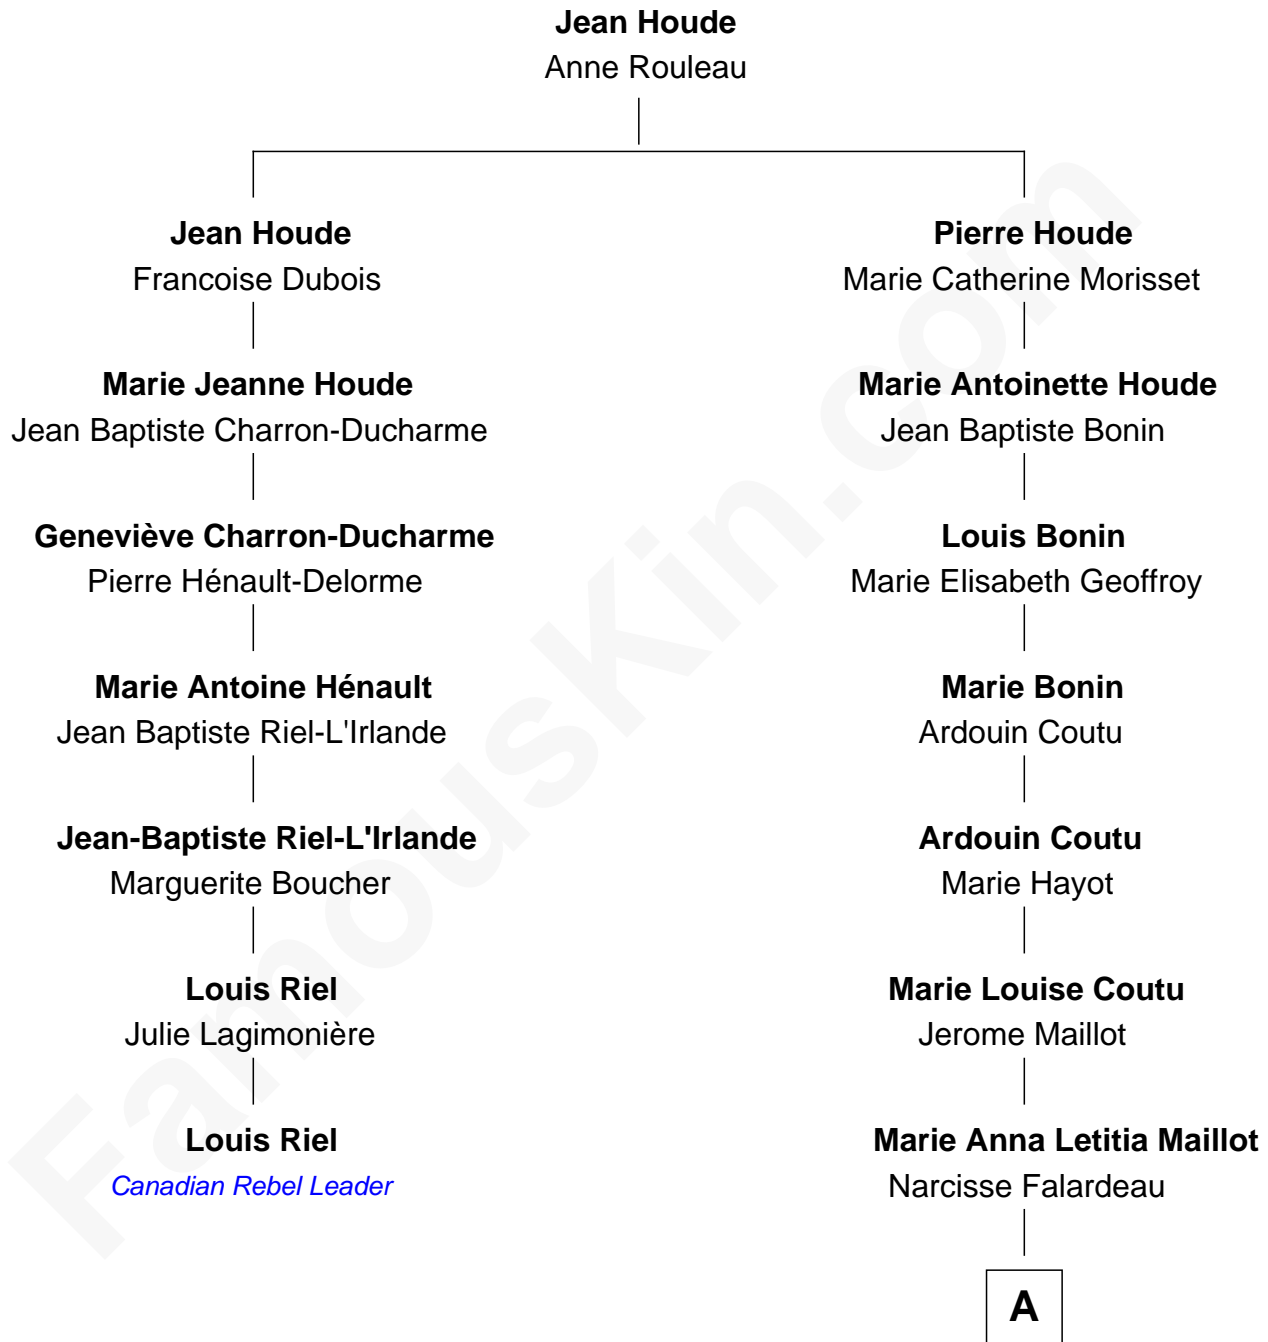 Jean Houde
Anne Rouleau
Jean Houde
Francoise Dubois
Marie Jeanne Houde
Jean Baptiste Charron-Ducharme
Geneviève Charron-Ducharme
Pierre Hénault-Delorme
Marie Antoine Hénault
Jean Baptiste Riel-L'Irlande
Jean-Baptiste Riel-L'Irlande
Marguerite Boucher
Louis Riel
Julie Lagimonière
Louis Riel
Canadian Rebel Leader
Pierre Houde
Marie Catherine Morisset
Marie Antoinette Houde
Jean Baptiste Bonin
Louis Bonin
Marie Elisabeth Geoffroy
Marie Bonin
Ardouin Coutu
Ardouin Coutu
Marie Hayot
Marie Louise Coutu
Jerome Maillot
Marie Anna Letitia Maillot
Narcisse Falardeau
A
FamousKin.com